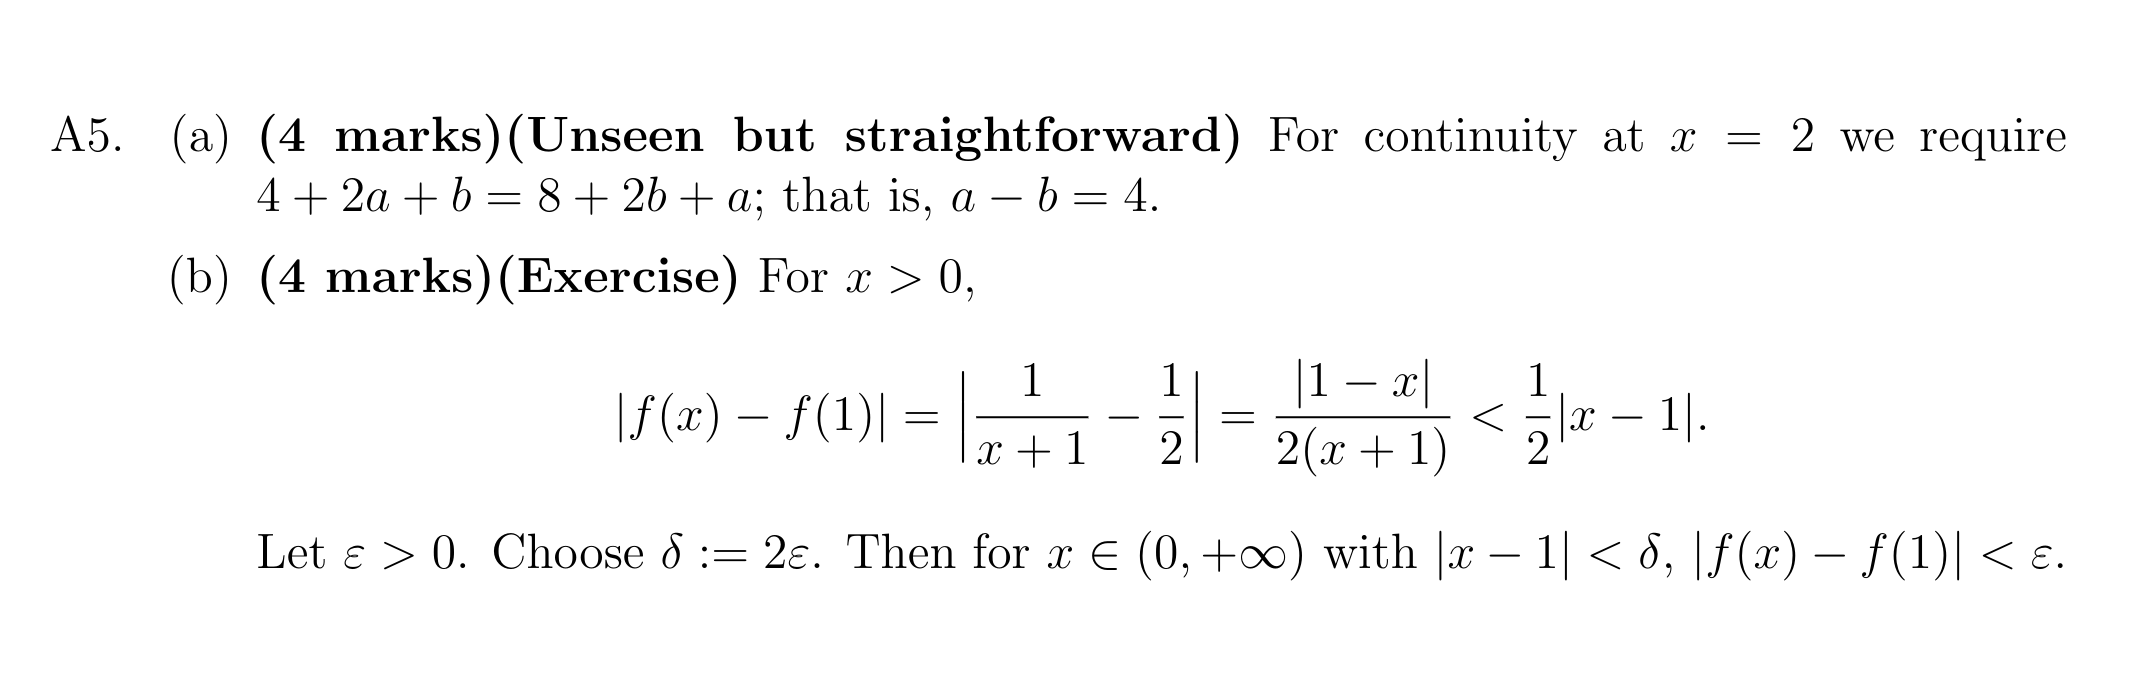 A5. (a) (4 marks)(Unseen but straightforward) For continuity at x = 2 we require
4 + 2a + b = 8 + 2b + a; that is, a − b = 4.
(b) (4 marks)(Exercise) For x > 0,
|f(x) − f(1)| = |1/(x + 1) − 1/2| = |1 − x|/(2(x + 1)) < 1/2|x − 1|.
Let ε > 0. Choose δ := 2ε. Then for x ∈ (0, +∞) with |x − 1| < δ, |f(x) − f(1)| < ε.